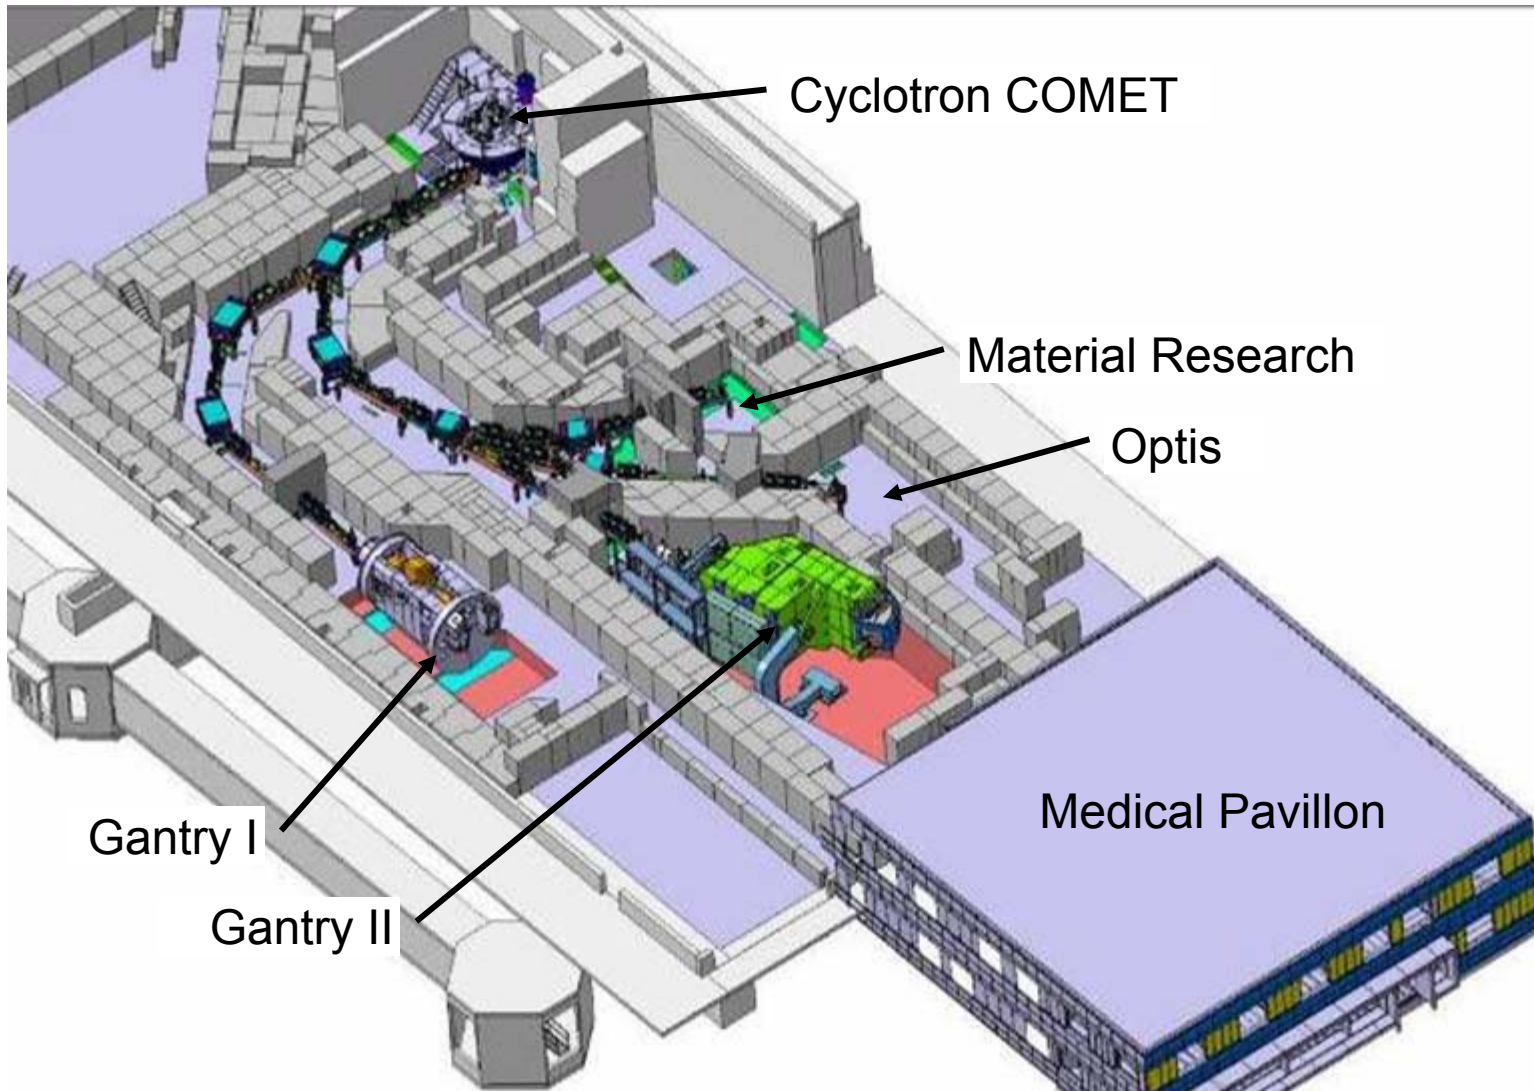 Cyclotron COMET
Material Research
Optis
Medical Pavillon
Gantry I
Gantry II